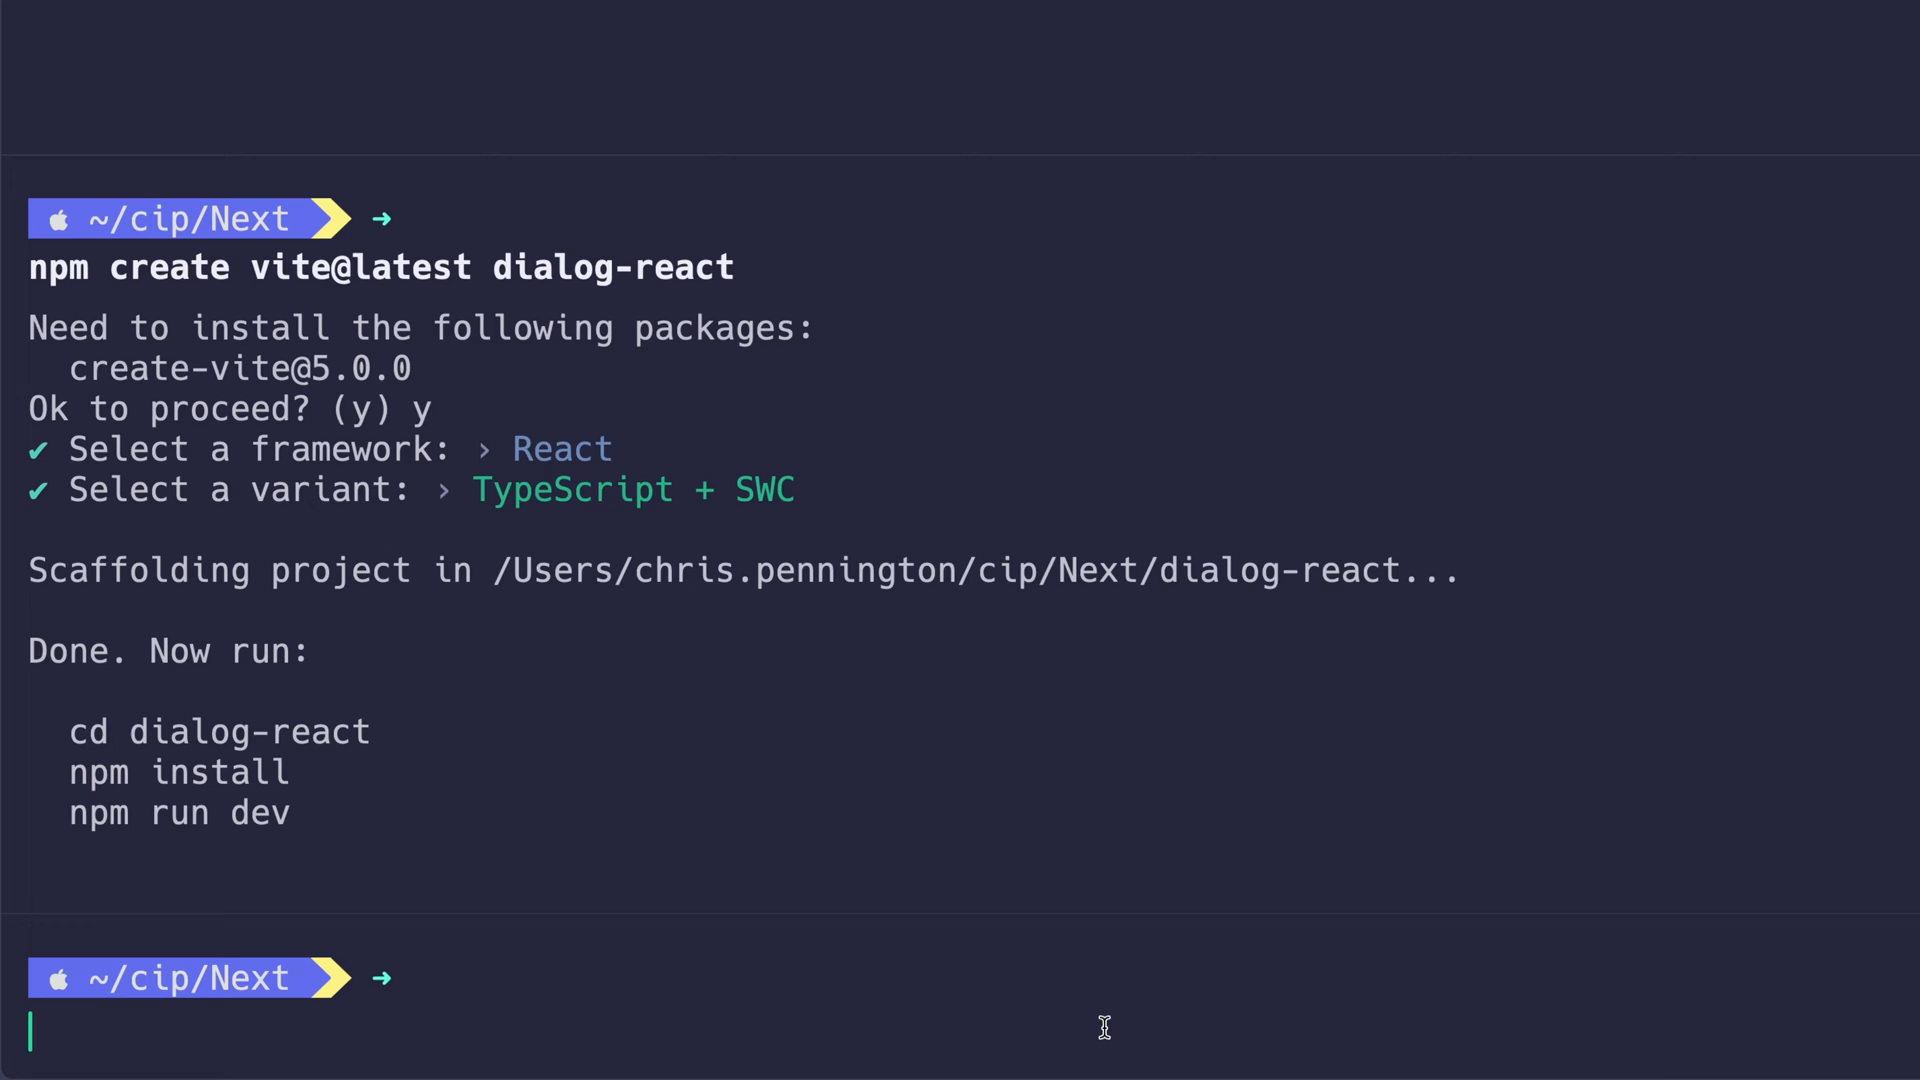 ~/cip/Next ➜
npm create vite@latest dialog-react
Need to install the following packages:
create-vite@5.0.0
Ok to proceed? (y) y
✔ Select a framework: › React
✔ Select a variant: › TypeScript + SWC
Scaffolding project in /Users/chris.pennington/cip/Next/dialog-react...
Done. Now run:
cd dialog-react
npm install
npm run dev
~/cip/Next ➜